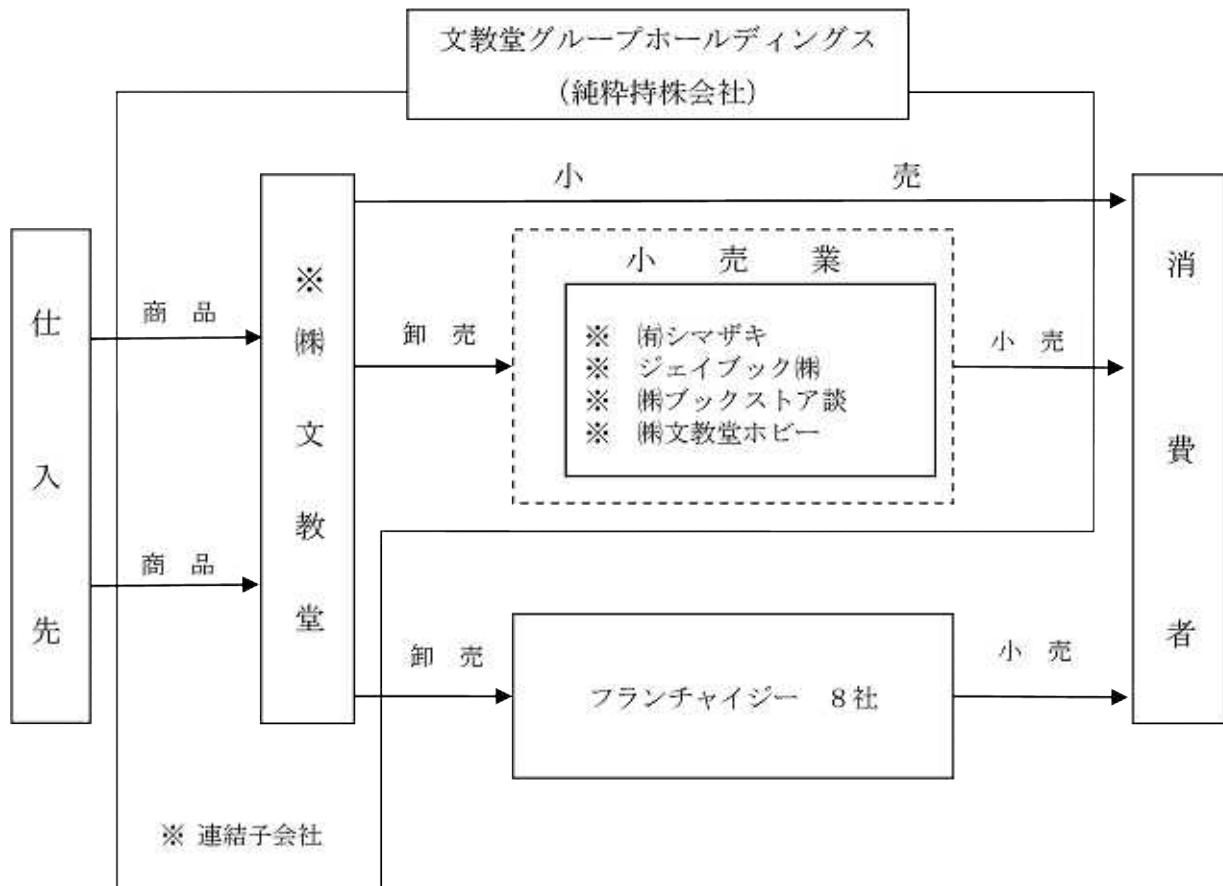 文教堂グループホールディングス
(純粋持株会社)
小 売
小 売 業
※ ㈲シマザキ
※ ジェイブック㈱
※ ㈱ブックストア談
※ ㈱文教堂ホビー
仕入先
商 品
商 品
※㈱文教堂
卸 売
卸 売
小 売
小 売
フランチャイジー 8社
消費者
※ 連結子会社